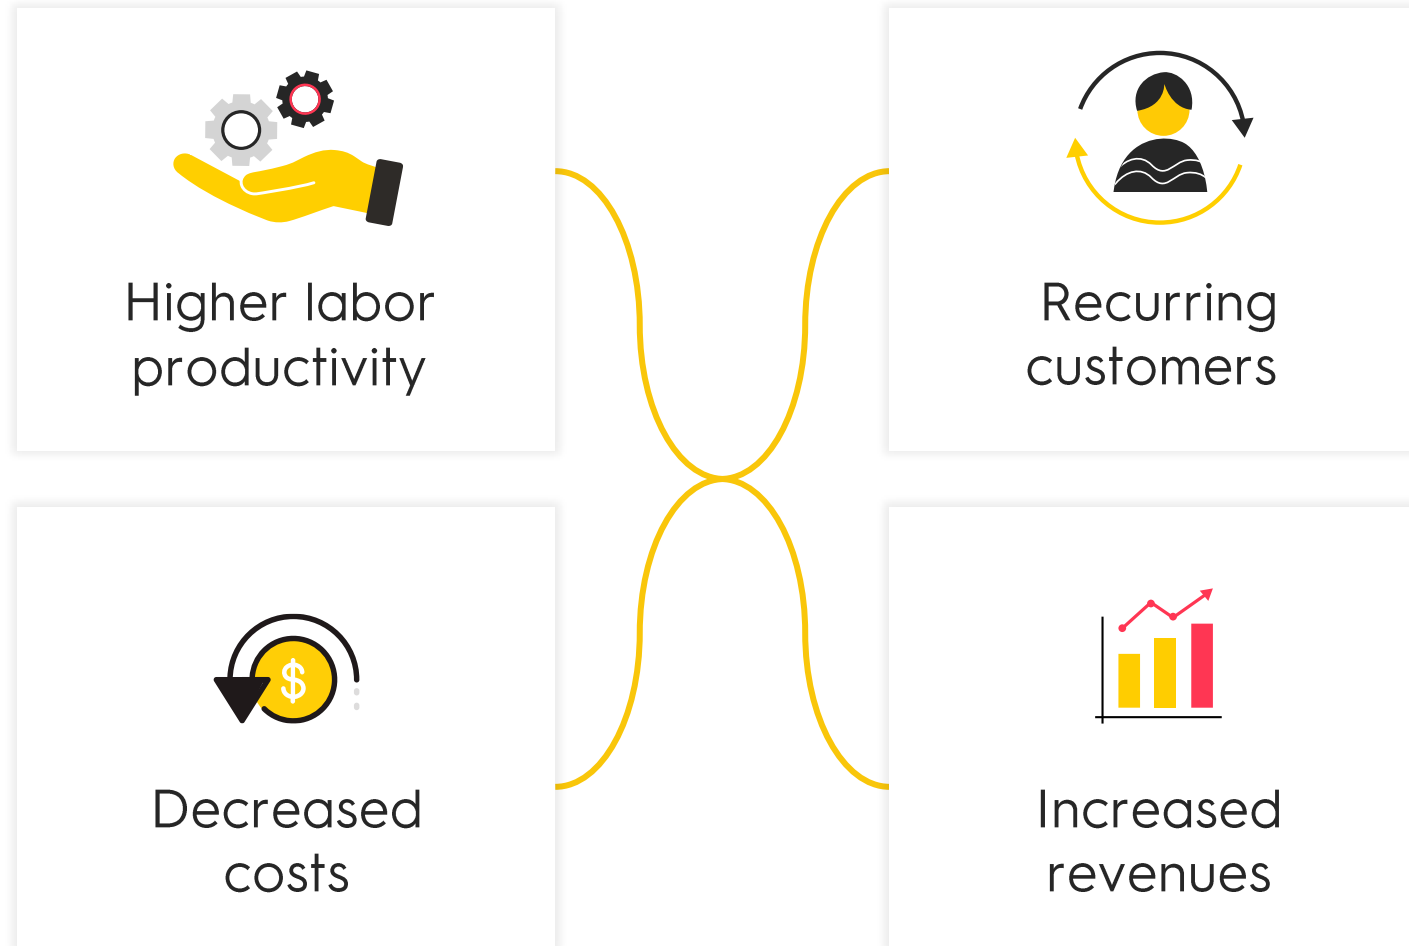 Higher labor
productivity
Recurring
customers
$
Decreased
costs
Increased
revenues